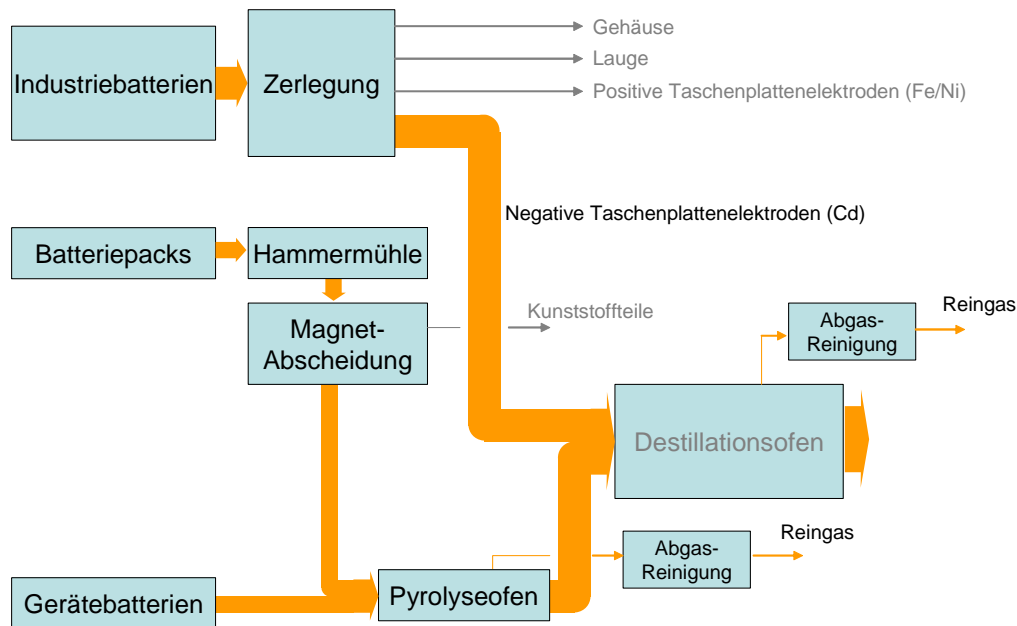 Gehäuse
Industriebatterien
Zerlegung
Lauge
Positive Taschenplattenelektroden (Fe/Ni)
Negative Taschenplattenelektroden (Cd)
Batteriepacks
Hammermühle
Magnet-
Abscheidung
Kunststoffteile
Abgas-
Reinigung
Reingas
Destillationsofen
Abgas-
Reinigung
Reingas
Gerätebatterien
Pyrolyseofen